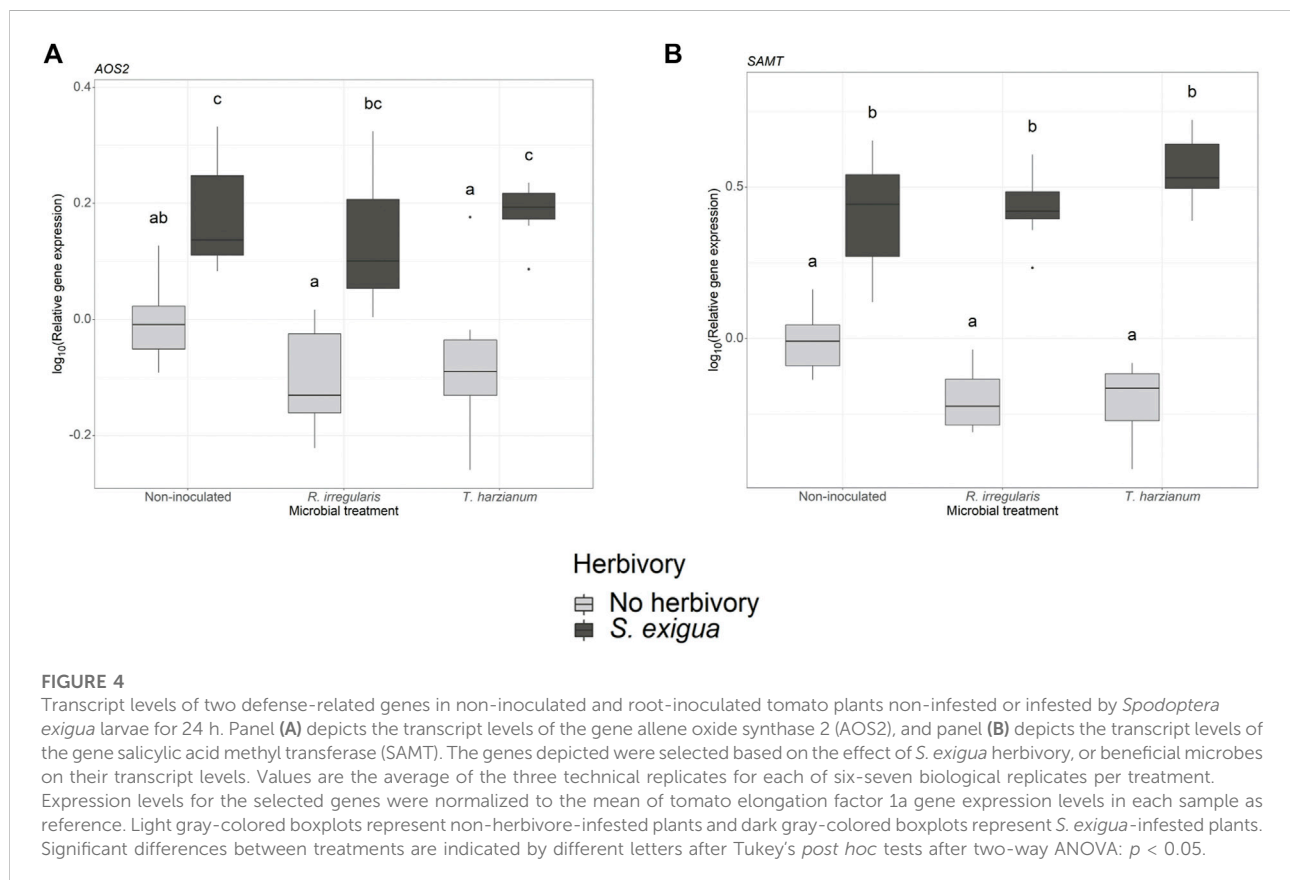 A
AOS2
0.4
0.2
0.0
-0.2
log10(Relative gene expression)
ab
c
a
bc
a
c
Non-inoculated
R. irregularis
T. harzianum
Microbial treatment
B
SAMT
0.5
0.0
log10(Relative gene expression)
a
b
a
b
a
b
Non-inoculated
R. irregularis
T. harzianum
Microbial treatment
Herbivory
No herbivory
S. exigua
FIGURE 4
Transcript levels of two defense-related genes in non-inoculated and root-inoculated tomato plants non-infested or infested by Spodoptera
exigua larvae for 24 h. Panel (A) depicts the transcript levels of the gene allene oxide synthase 2 (AOS2), and panel (B) depicts the transcript levels of
the gene salicylic acid methyl transferase (SAMT). The genes depicted were selected based on the effect of S. exigua herbivory, or beneficial microbes
on their transcript levels. Values are the average of the three technical replicates for each of six-seven biological replicates per treatment.
Expression levels for the selected genes were normalized to the mean of tomato elongation factor 1a gene expression levels in each sample as
reference. Light gray-colored boxplots represent non-herbivore-infested plants and dark gray-colored boxplots represent S. exigua-infested plants.
Significant differences between treatments are indicated by different letters after Tukey's post hoc tests after two-way ANOVA: p < 0.05.